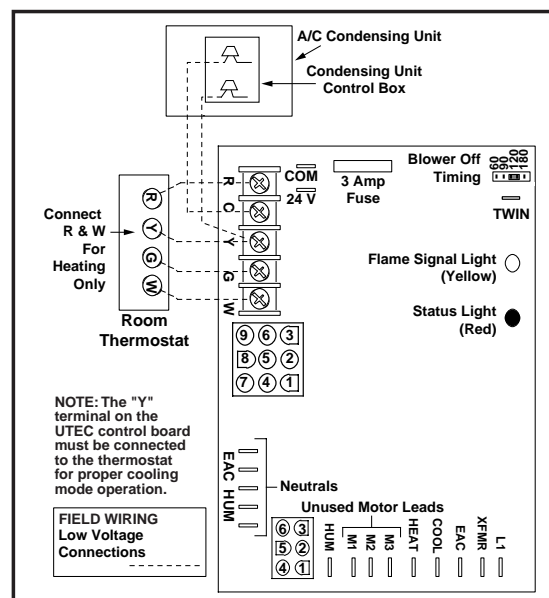 A/C Condensing Unit
Condensing Unit
Control Box
R
C
Y
G
W
COM
24 V
3 Amp
Fuse
Blower Off
Timing
60
90
120
180
TWIN
Connect
R & W
For
Heating
Only
R
Y
G
W
Room
Thermostat
Flame Signal Light
(Yellow)
Status Light
(Red)
9 6 3
8 5 2
7 4 1
NOTE: The "Y"
terminal on the
UTEC control board
must be connected
to the thermostat
for proper cooling
mode operation.
EAC HUM
Neutrals
FIELD WIRING
Low Voltage
Connections
6 3
5 2
4 1
Unused Motor Leads
HUM
M1
M2
M3
HEAT
COOL
EAC
XFMR
L1